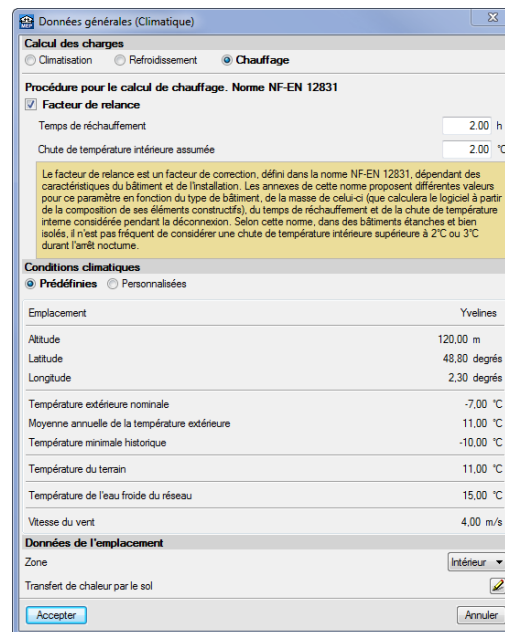 Données générales (Climatique)
Calcul des charges
Climatisation Refroidissement Chauffage
Procédure pour le calcul de chauffage. Norme NF-EN 12831
Facteur de relance
Temps de réchauffement 2.00 h
Chute de température intérieure assumée 2.00 °C
Le facteur de relance est un facteur de correction, défini dans la norme NF-EN 12831, dépendant des
caractéristiques du bâtiment et de l'installation. Les annexes de cette norme proposent différentes valeurs
pour ce paramètre en fonction du type de bâtiment, de la masse de celui-ci (que calculera le logiciel à partir
de la composition de ses éléments constructifs), du temps de réchauffement et de la chute de température
interne considérée pendant la déconnexion. Selon cette norme, dans des bâtiments étanches et bien
isolés, il n'est pas fréquent de considérer une chute de température intérieure supérieure à 2°C ou 3°C
durant l'arrêt nocturne.
Conditions climatiques
Prédéfinies Personnalisées
Emplacement Yvelines
Altitude 120,00 m
Latitude 48,80 degrés
Longitude 2,30 degrés
Température extérieure nominale -7,00 °C
Moyenne annuelle de la température extérieure 11,00 °C
Température minimale historique -10,00 °C
Température du terrain 11,00 °C
Température de l'eau froide du réseau 15,00 °C
Vitesse du vent 4,00 m/s
Données de l'emplacement
Zone Intérieur
Transfert de chaleur par le sol
Accepter Annuler